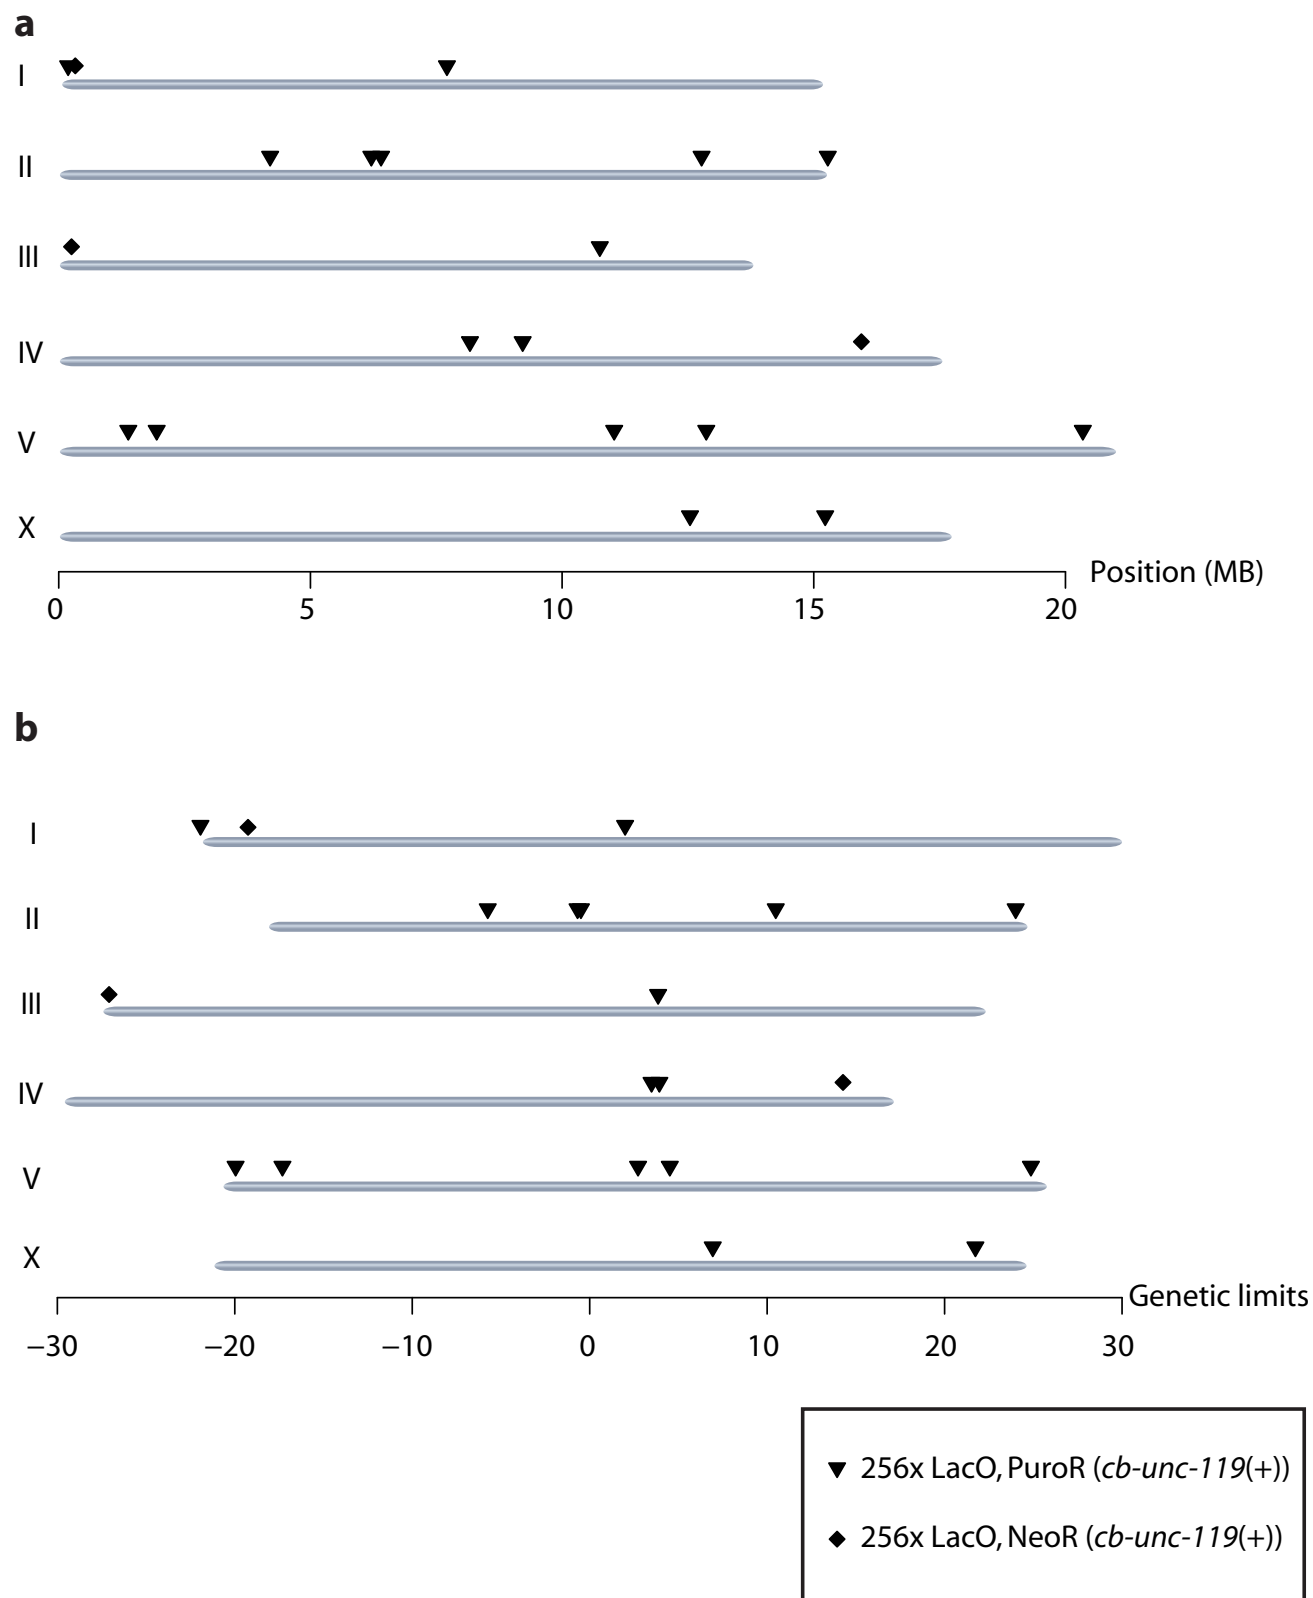 a
I
II
III
IV
V
X
Position (MB)
0 5 10 15 20
b
I
II
III
IV
V
X
Genetic limits
−30 −20 −10 0 10 20 30
256x LacO, PuroR (cb-unc-119(+))
256x LacO, NeoR (cb-unc-119(+))